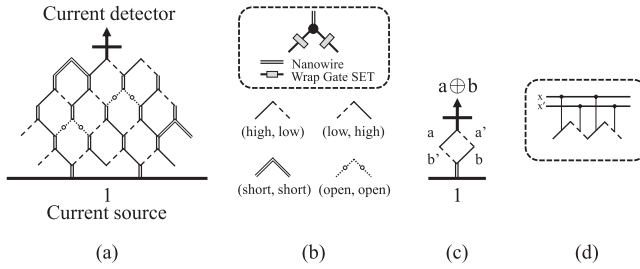 Current detector
1
Current source
(a)
Nanowire
Wrap Gate SET
(high, low)
(low, high)
(short, short)
(open, open)
(b)
a⊕b
a
a'
b'
b
1
(c)
x
x'
(d)